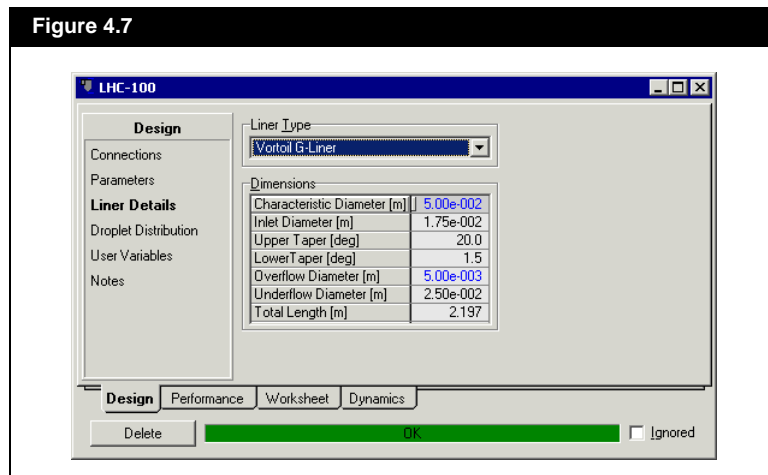 Figure 4.7
LHC-100
Design
Connections
Parameters
Liner Details
Droplet Distribution
User Variables
Notes
Liner Type
Vortoil G-Liner
Dimensions
Characteristic Diameter [m] 5.00e-002
Inlet Diameter [m] 1.75e-002
Upper Taper [deg] 20.0
LowerTaper [deg] 1.5
Overflow Diameter [m] 5.00e-003
Underflow Diameter [m] 2.50e-002
Total Length [m] 2.197
Design Performance Worksheet Dynamics
Delete OK Ignored